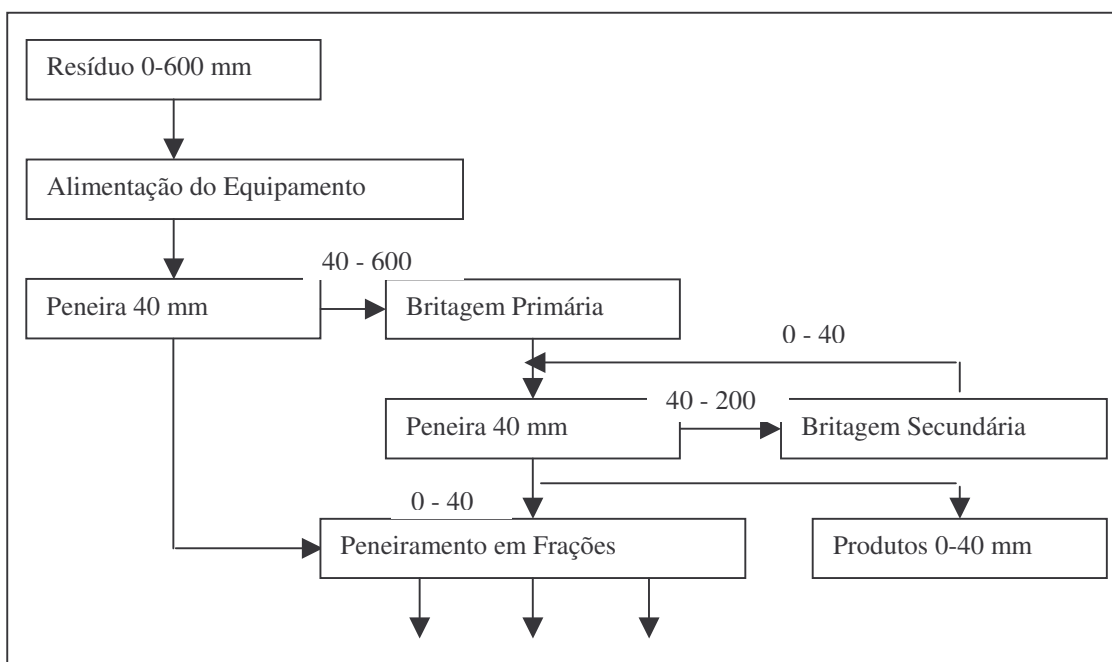 Resíduo 0-600 mm
Alimentação do Equipamento
40 - 600
Peneira 40 mm
Britagem Primária
0 - 40
40 - 200
Peneira 40 mm
Britagem Secundária
0 - 40
Peneiramento em Frações
Produtos 0-40 mm